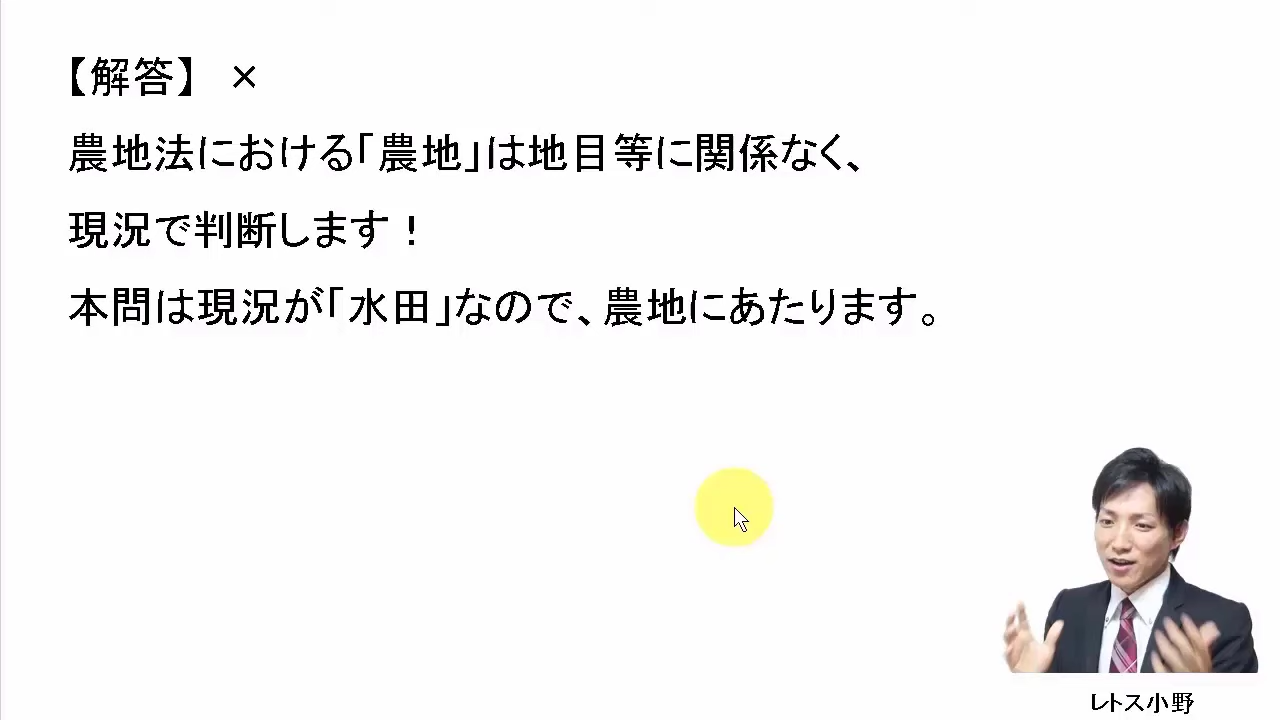 【解答】 ×
農地法における「農地」は地目等に関係なく、
現況で判断します！
本問は現況が「水田」なので、農地にあたります。
レトス小野